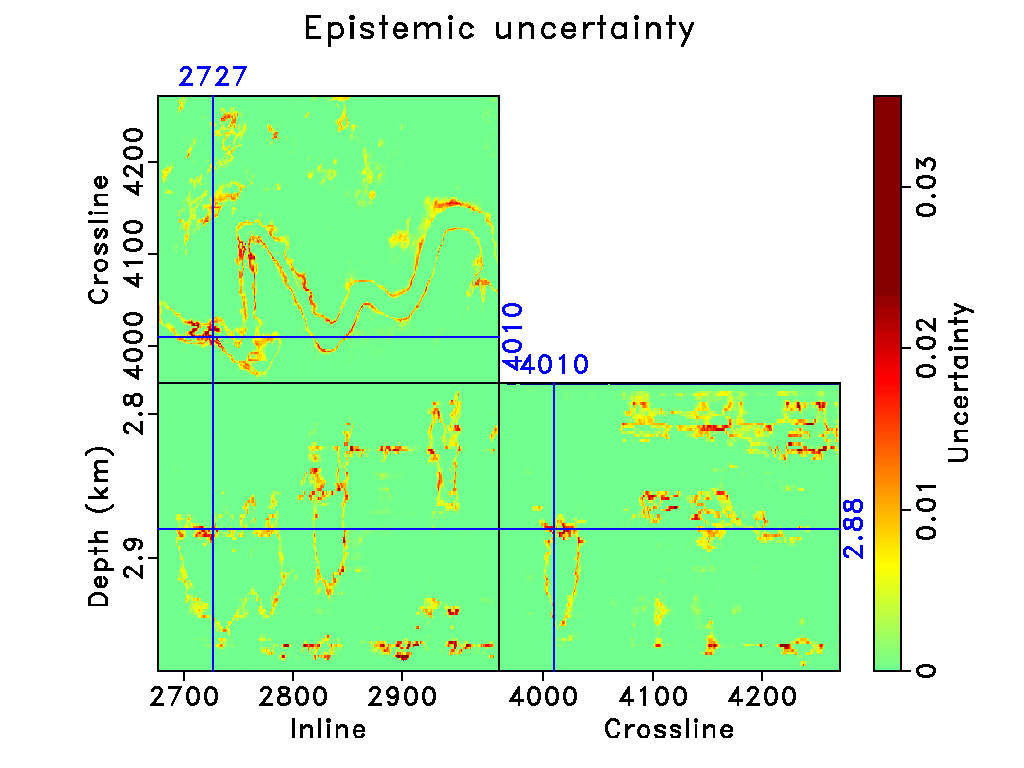 Epistemic uncertainty
2727
Crossline
4200
4100
4000
4010
4010
Depth (km)
2.8
2.9
2.88
2700 2800 2900 4000 4100 4200
Inline Crossline
0.03
0.02
0.01
0
Uncertainty